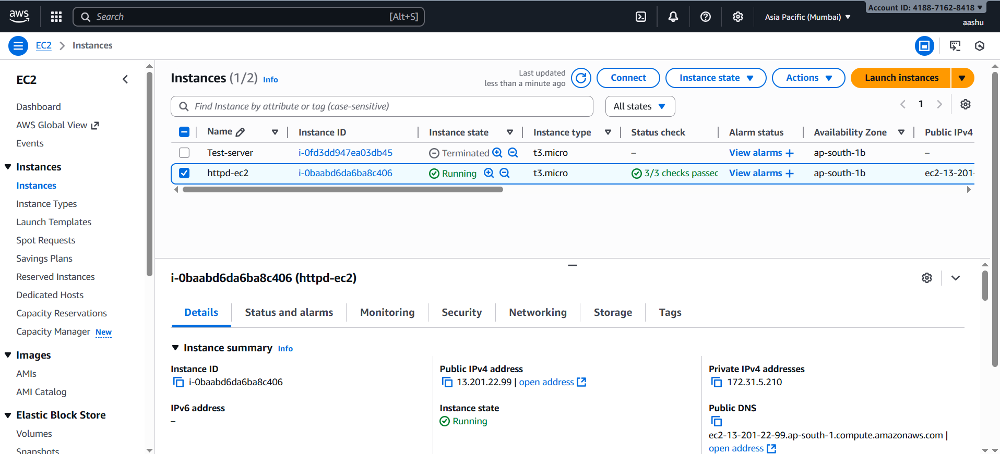 aws
Search [Alt+S]
Asia Pacific (Mumbai)
Account ID: 4188-7162-8418
aashu
EC2 Instances
EC2
Dashboard
AWS Global View
Events
Instances
Instances
Instance Types
Launch Templates
Spot Requests
Savings Plans
Reserved Instances
Dedicated Hosts
Capacity Reservations
Capacity Manager New
Images
AMIs
AMI Catalog
Elastic Block Store
Volumes
Snapshots
Instances (1/2) Info
Last updated
less than a minute ago
Connect
Instance state
Actions
Launch instances
Find Instance by attribute or tag (case-sensitive)
All states
1
Name Instance ID Instance state Instance type Status check Alarm status Availability Zone Public IPv4
Test-server i-0fd3dd947ea03db45 Terminated t3.micro – View alarms + ap-south-1b –
httpd-ec2 i-0baabd6da6ba8c406 Running t3.micro 3/3 checks passec View alarms + ap-south-1b ec2-13-201-
i-0baabd6da6ba8c406 (httpd-ec2)
Details Status and alarms Monitoring Security Networking Storage Tags
Instance summary Info
Instance ID
i-0baabd6da6ba8c406
Public IPv4 address
13.201.22.99 | open address
Private IPv4 addresses
172.31.5.210
IPv6 address
–
Instance state
Running
Public DNS
ec2-13-201-22-99.ap-south-1.compute.amazonaws.com |
open address